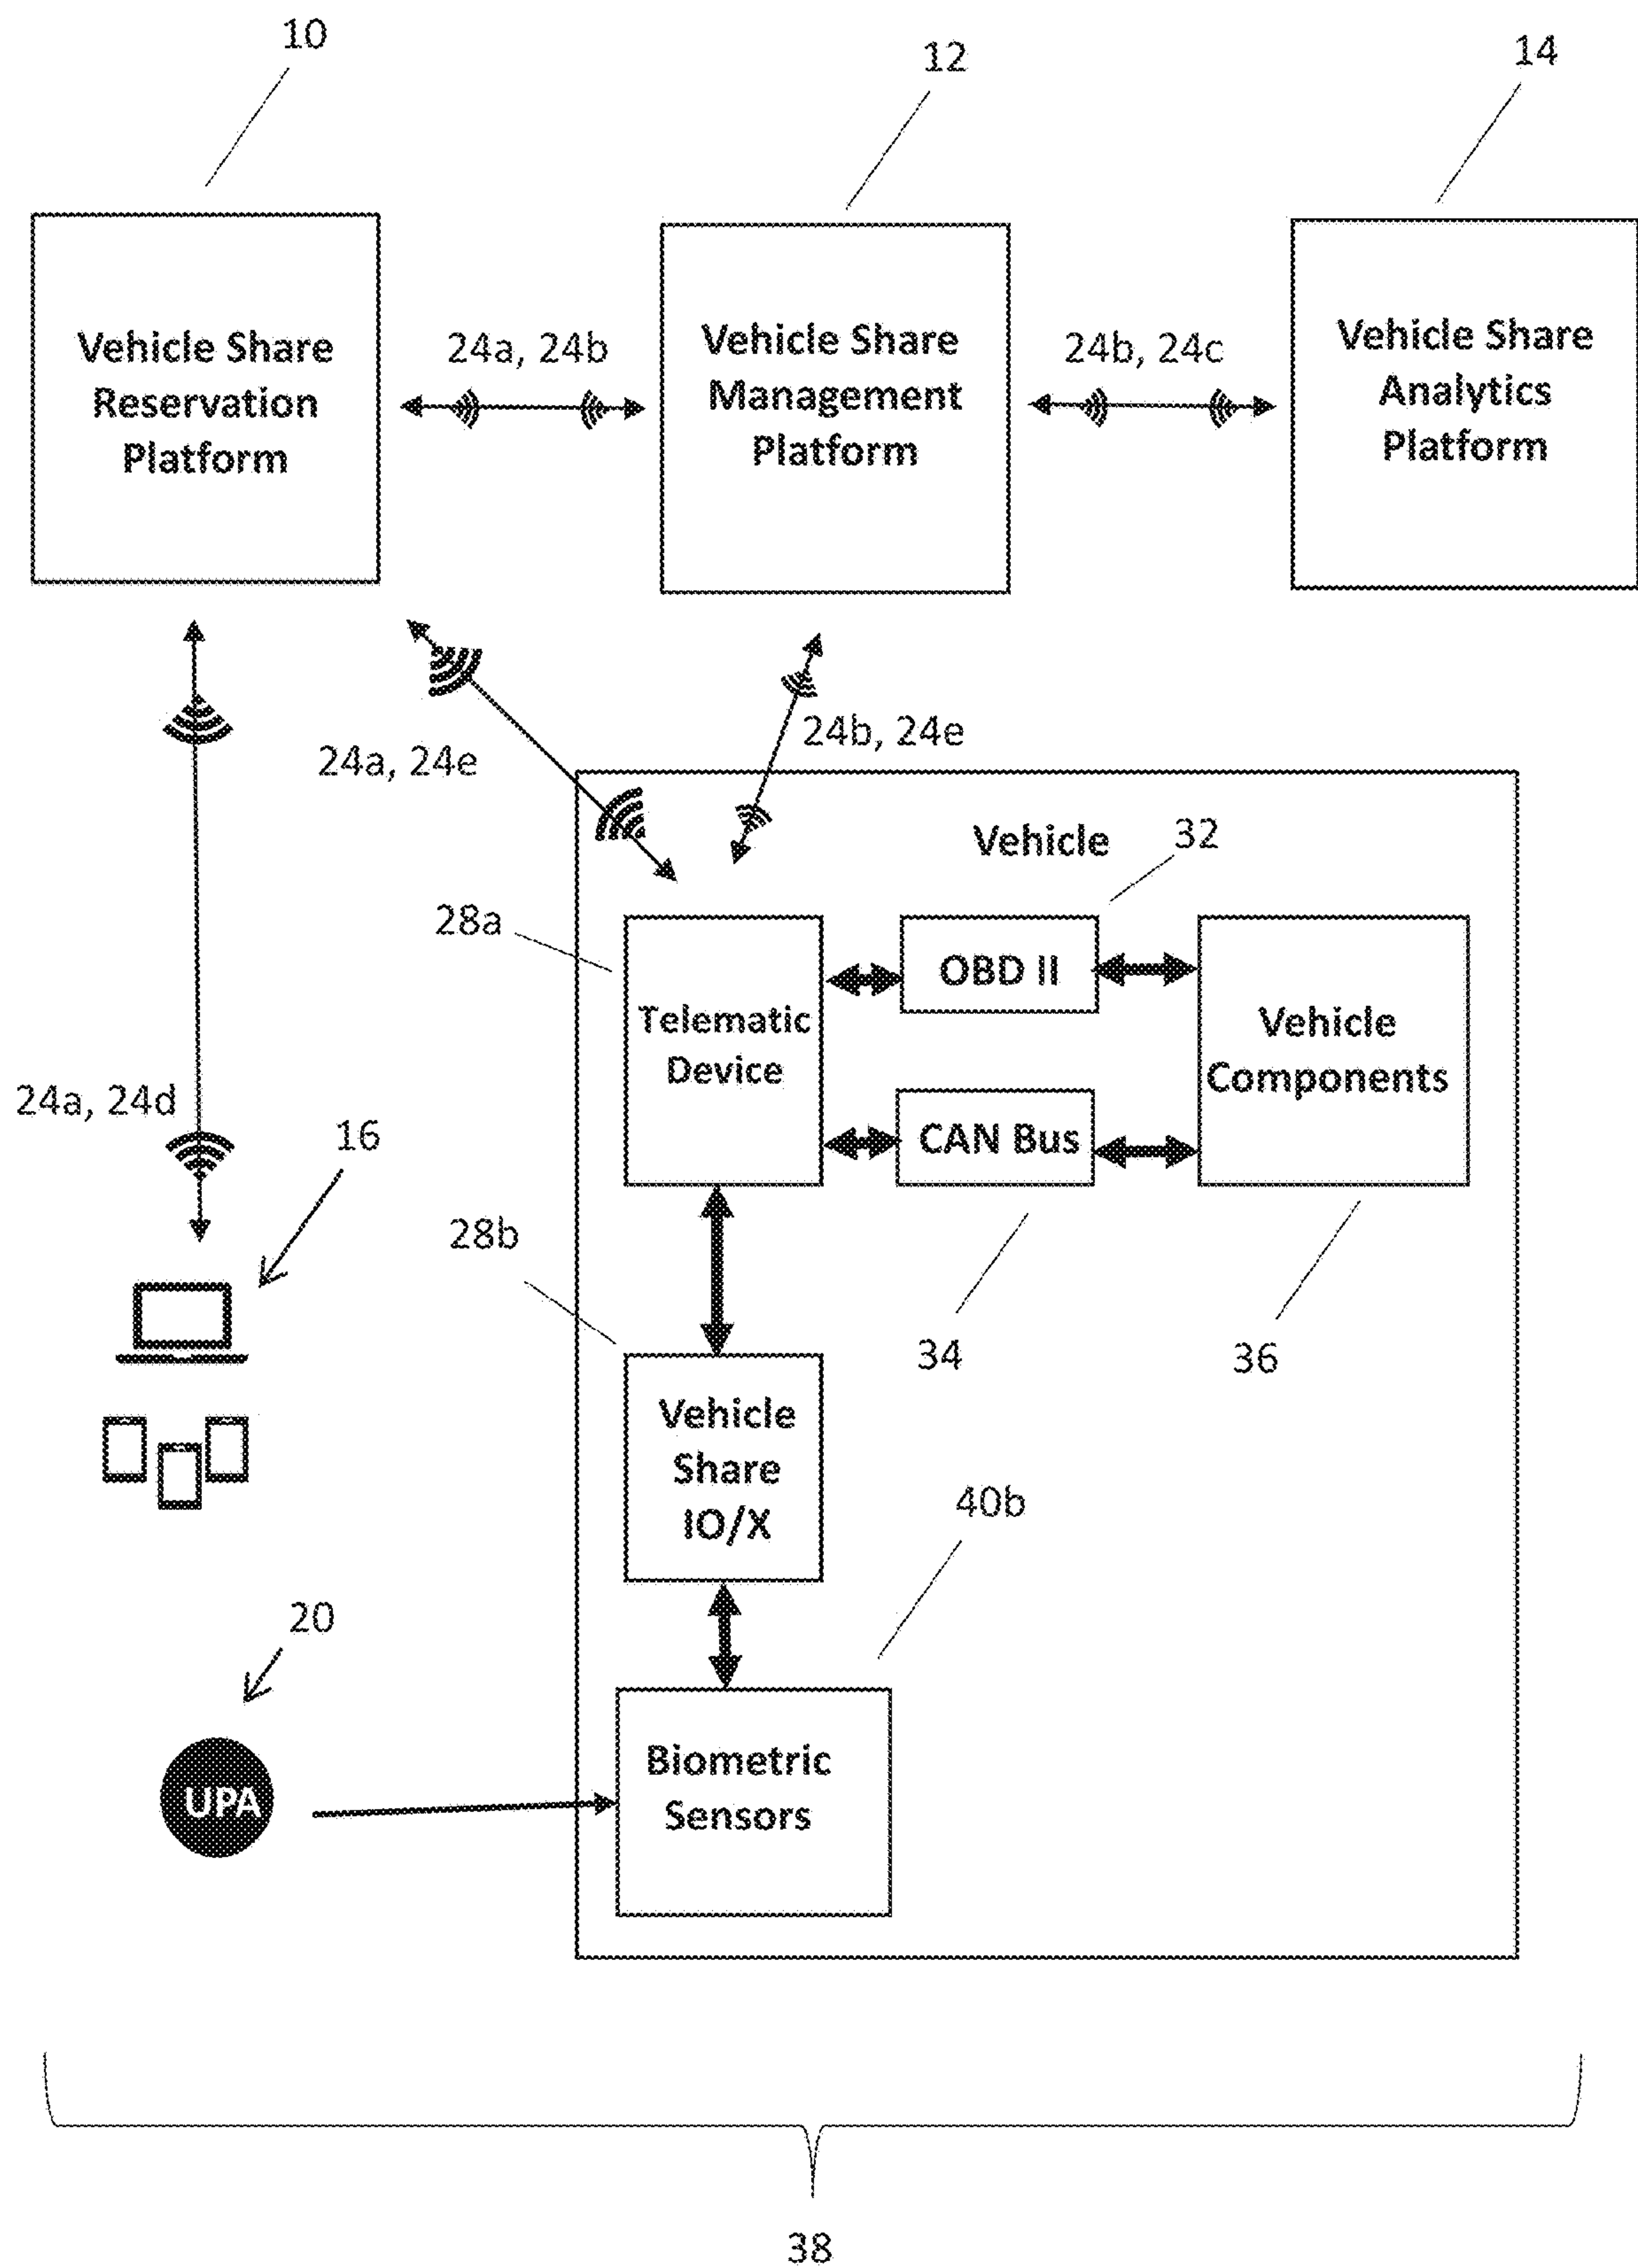 10
12
14
Vehicle Share
Reservation
Platform
24a, 24b
Vehicle Share
Management
Platform
24b, 24c
Vehicle Share
Analytics
Platform
24a, 24e
24b, 24e
Vehicle
32
28a
Telematic
Device
OBD II
Vehicle
Components
CAN Bus
24a, 24d
16
28b
34
36
Vehicle
Share
IO/X
40b
20
UPA
Biometric
Sensors
38